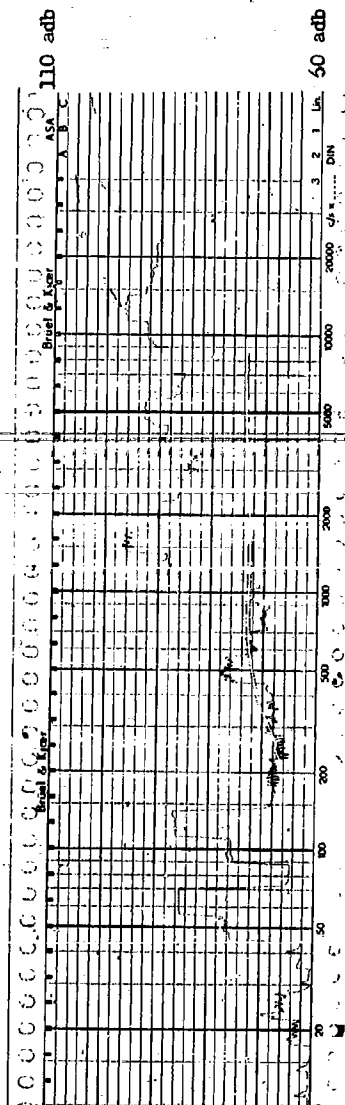 110 adb
60 adb
Bruel & Kjær
Bruel & Kjær
ASA
A B C
20
50
100
200
500
1000
2000
5000
10000
20000
c/s
DIN
3 2 1 Lin.